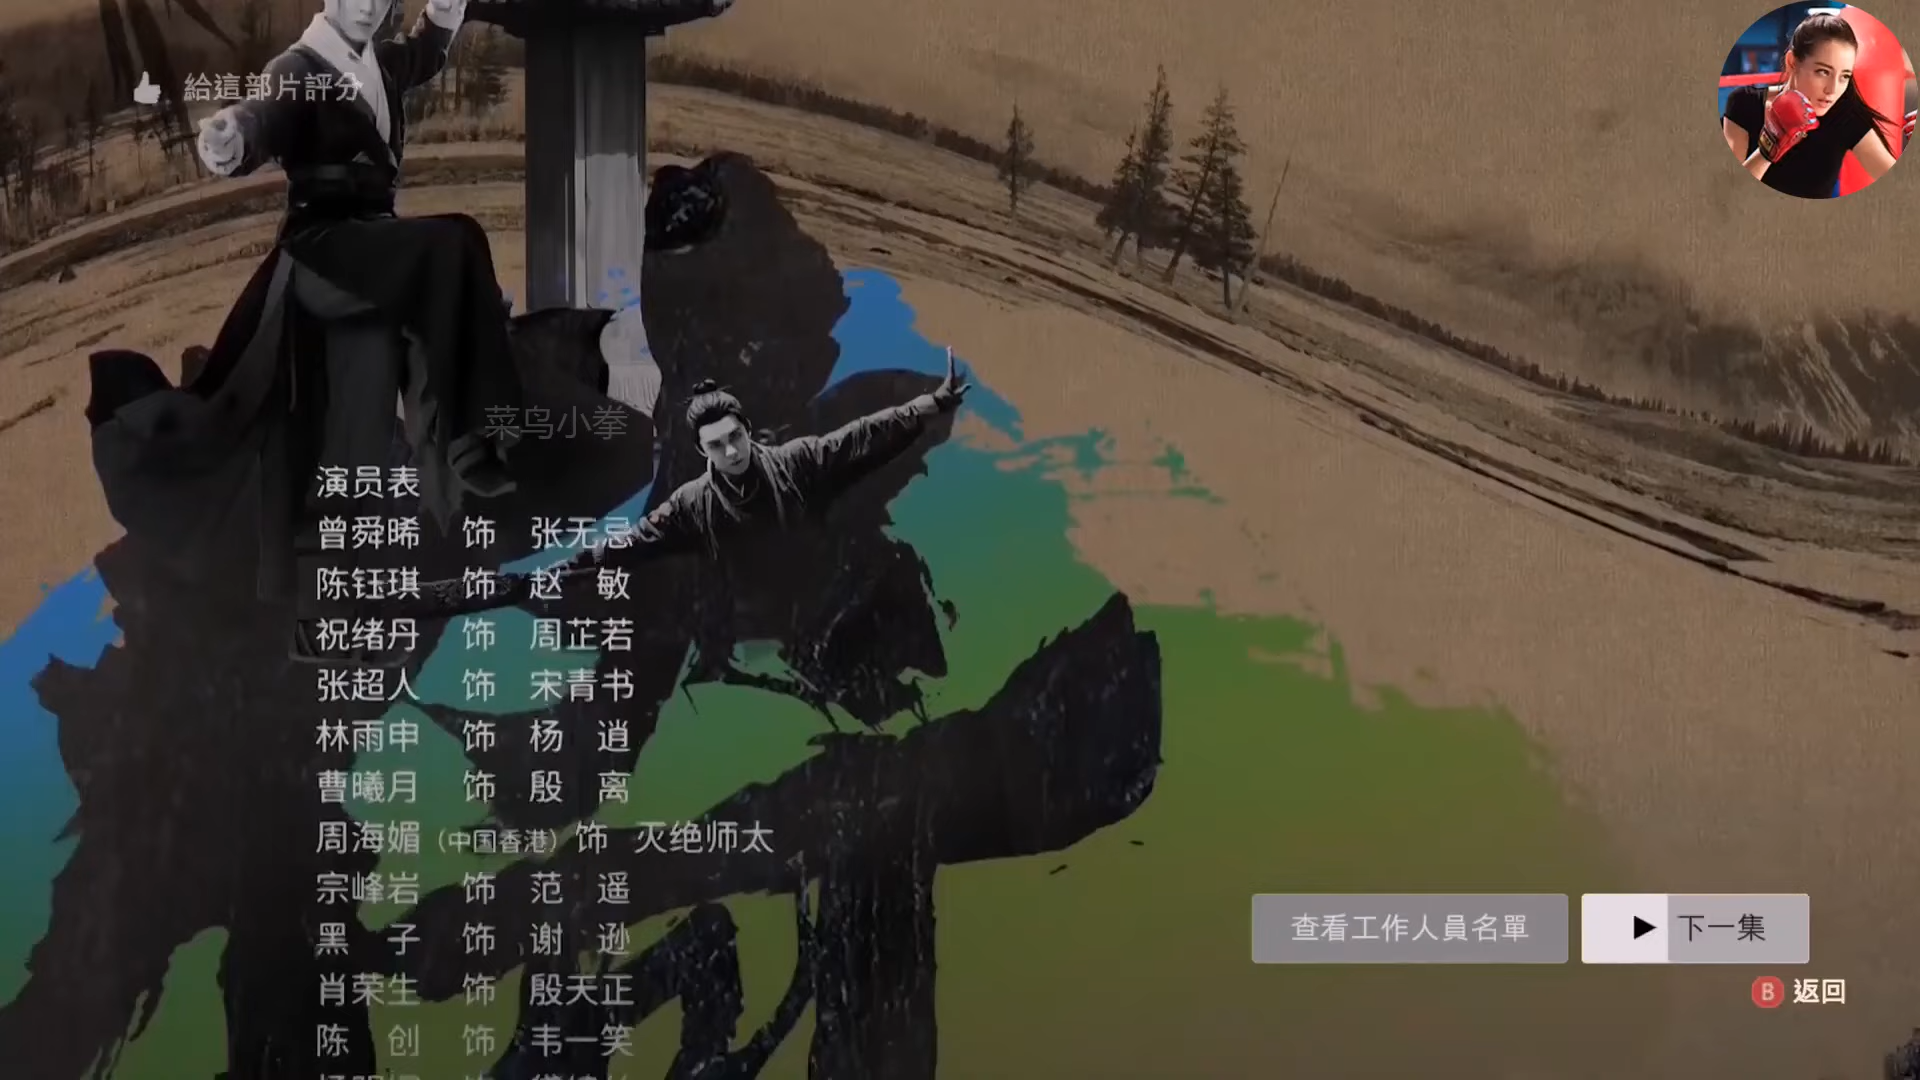 給這部片評分
菜鸟小拳
演员表
曾舜晞 饰 张无忌
陈钰琪 饰 赵 敏
祝绪丹 饰 周芷若
张超人 饰 宋青书
林雨申 饰 杨 逍
曹曦月 饰 殷 离
周海媚（中国香港）饰 灭绝师太
宗峰岩 饰 范 遥
黑 子 饰 谢 逊
肖荣生 饰 殷天正
陈 创 饰 韦一笑
查看工作人員名單
下一集
B 返回